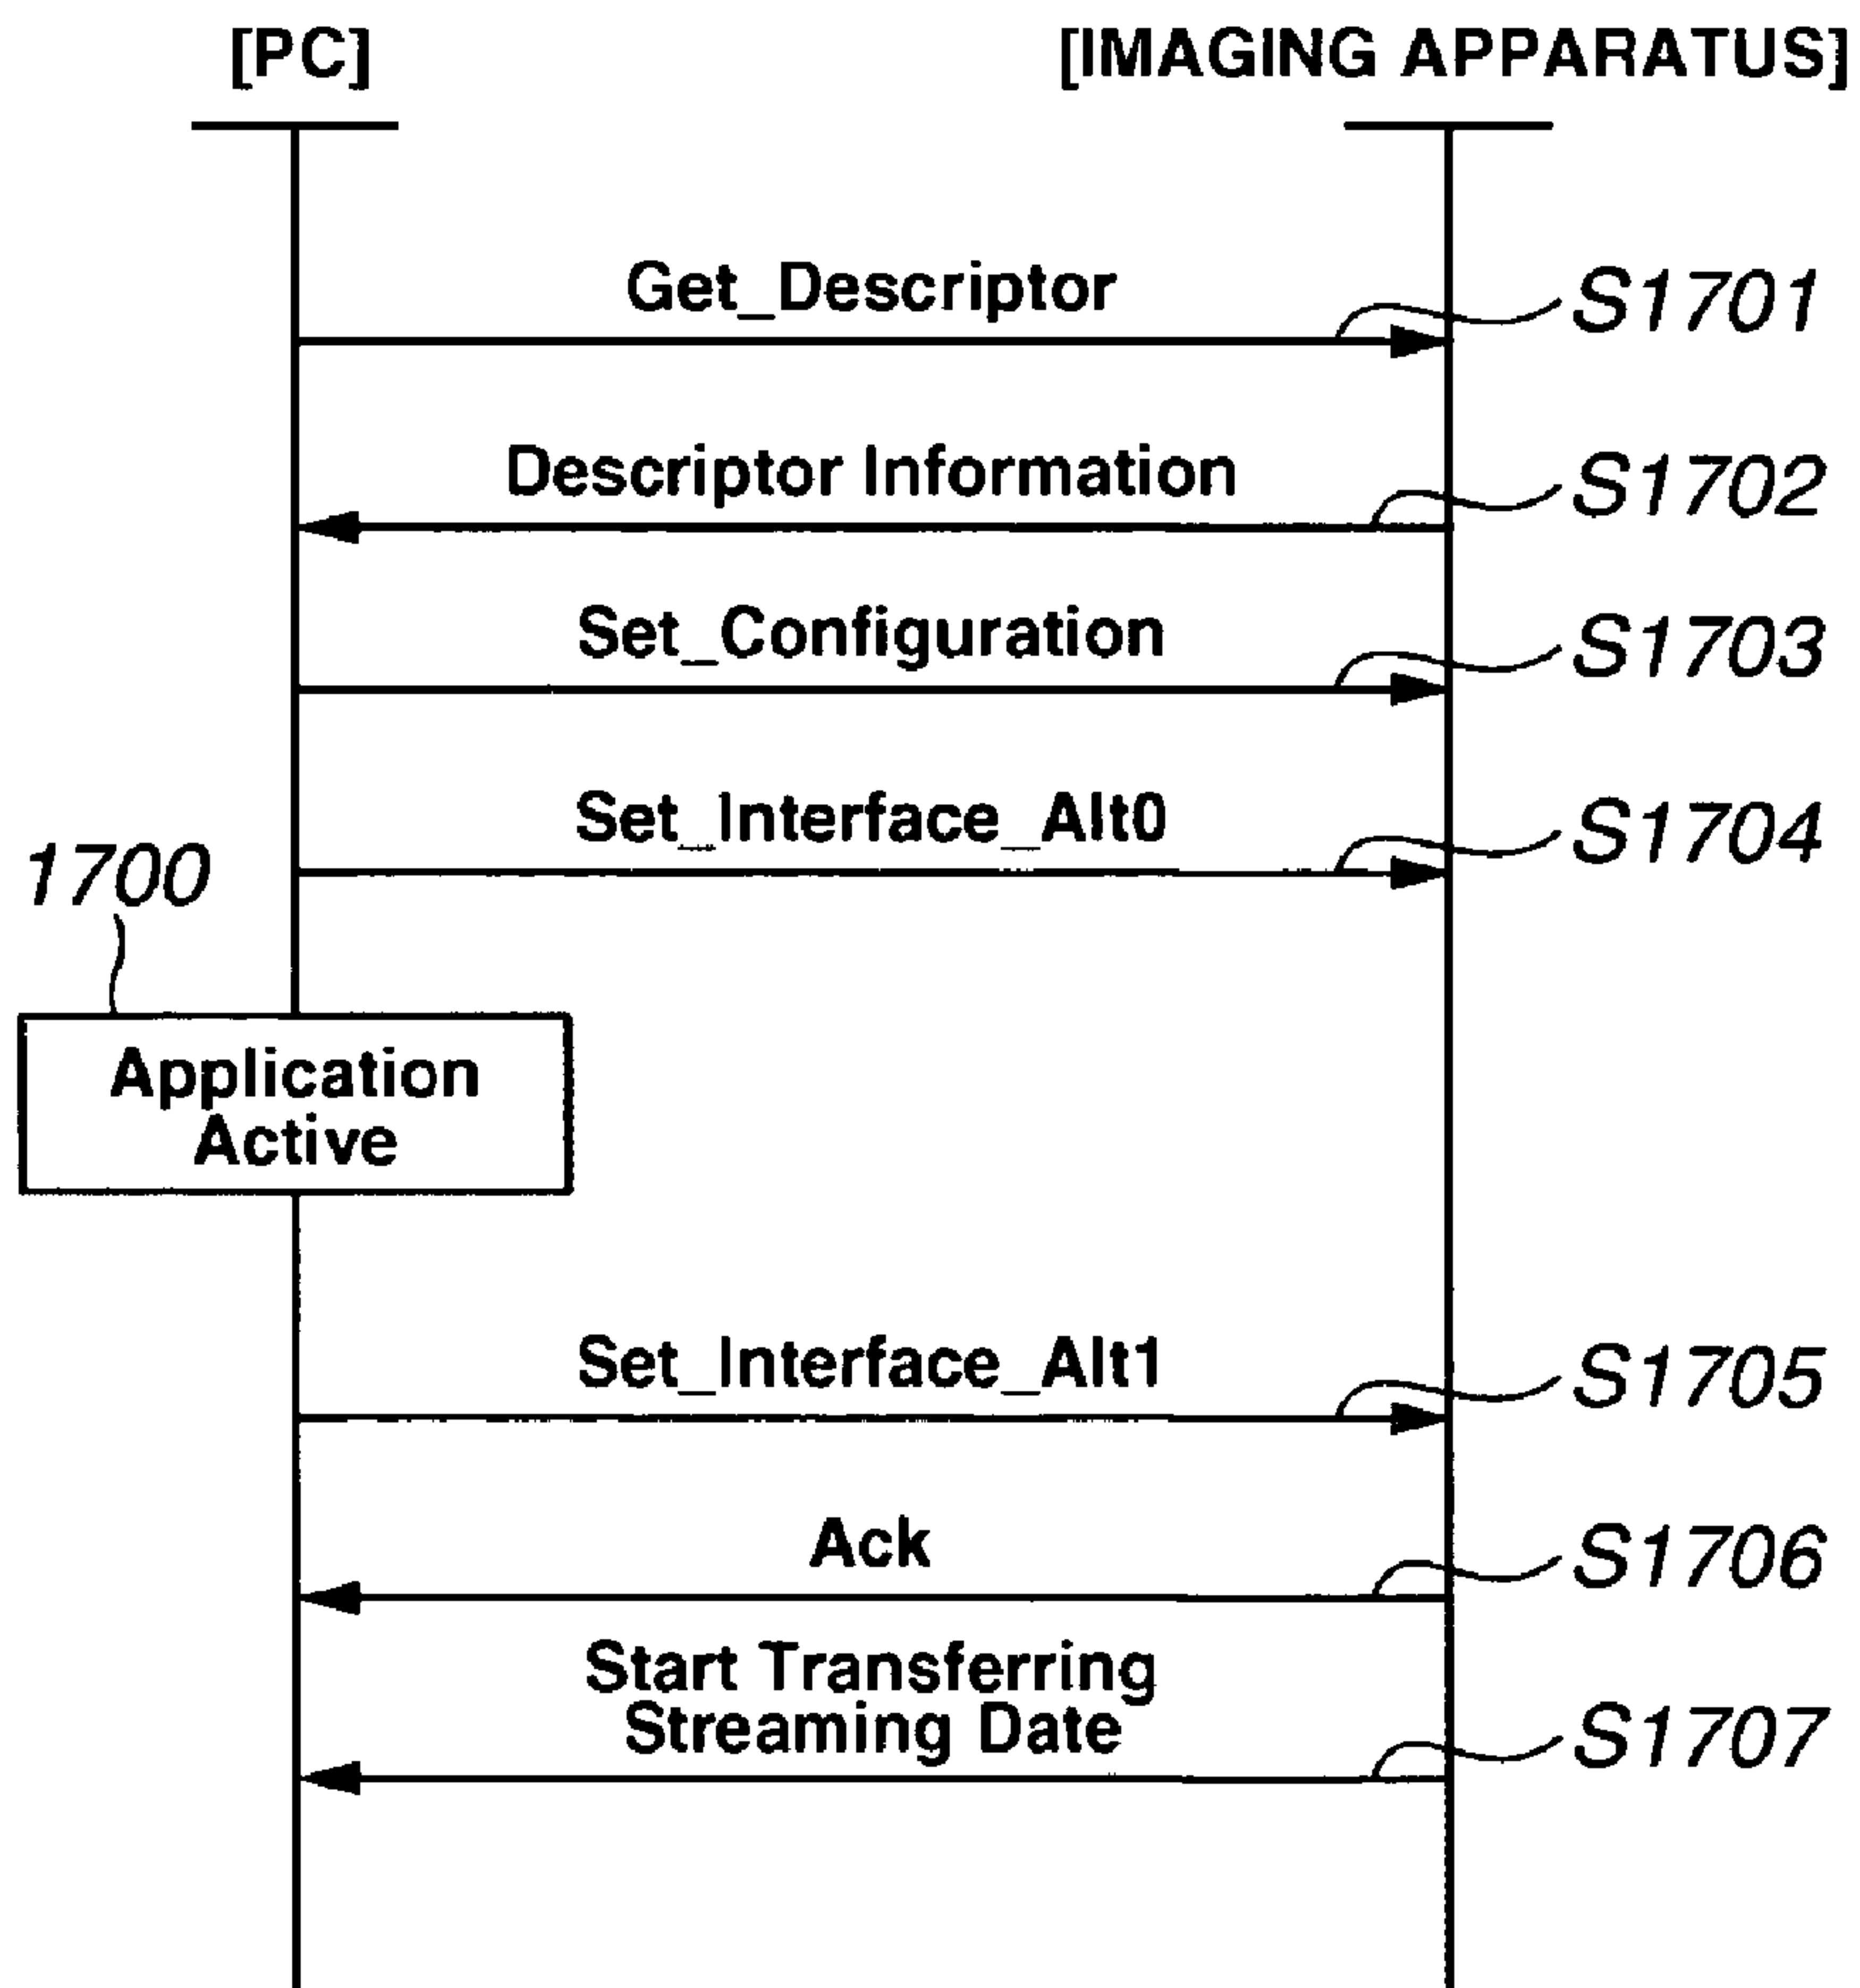 [PC]
[IMAGING APPARATUS]
Get_Descriptor
S1701
Descriptor Information
S1702
Set_Configuration
S1703
Set_Interface_Alt0
S1704
1700
Application
Active
Set_Interface_Alt1
S1705
Ack
S1706
Start Transferring
Streaming Date
S1707